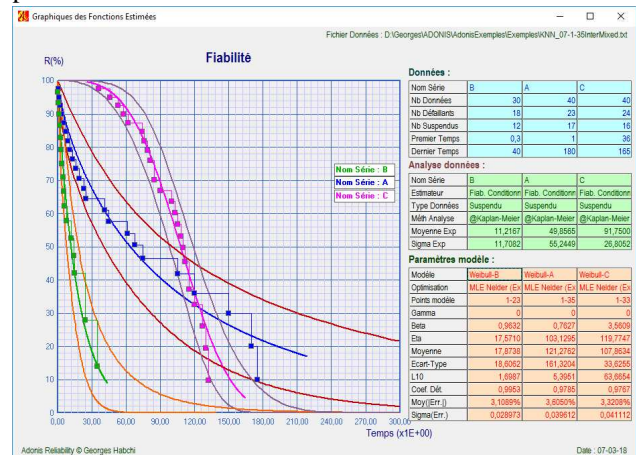 Graphiques des Fonctions Estimées
Fichier Données : D:\Georges\ADONIS\AdonisExemples\Exemples\KNN_07-1-35InterMixed.txt
R(%)
Fiabilité
100
90
80
70
60
50
40
30
20
10
0
0,00 30,00 60,00 90,00 120,00 150,00 180,00 210,00 240,00 270,00 300,00
Temps (x1E+00)
Nom Série : B
Nom Série : A
Nom Série : C
Données :
Nom Série B A C
Nb Données 30 40 40
Nb Défaillants 18 23 24
Nb Suspendus 12 17 16
Premier Temps 0,3 1 36
Dernier Temps 40 180 165
Analyse données :
Nom Série B A C
Estimateur Fiab. Conditionn Fiab. Conditionn Fiab. Conditionn
Type Données Suspendu Suspendu Suspendu
Méth Analyse @Kaplan-Meier @Kaplan-Meier @Kaplan-Meier
Moyenne Exp 11,2167 49,8565 91,7500
Sigma Exp 11,7082 55,2449 26,8052
Paramètres modèle :
Modèle Weibull-B Weibull-A Weibull-C
Optimisation MLE Nelder (Ex MLE Nelder (Ex MLE Nelder (Ex
Points modèle 1-23 1-35 1-33
Gamma 0 0 0
Beta 0,9632 0,7627 3,5609
Eta 17,5710 103,1295 119,7747
Moyenne 17,8738 121,2762 107,8634
Ecart-Type 18,6062 161,3204 33,6255
L10 1,6987 5,3951 63,6654
Coef. Dét. 0,9953 0,9785 0,9767
Moy(|Err.|) 3,1089% 3,6050% 3,3208%
Sigma(Err.) 0,028973 0,039612 0,041112
Adonis Reliability © Georges Habchi
Date : 07-03-18